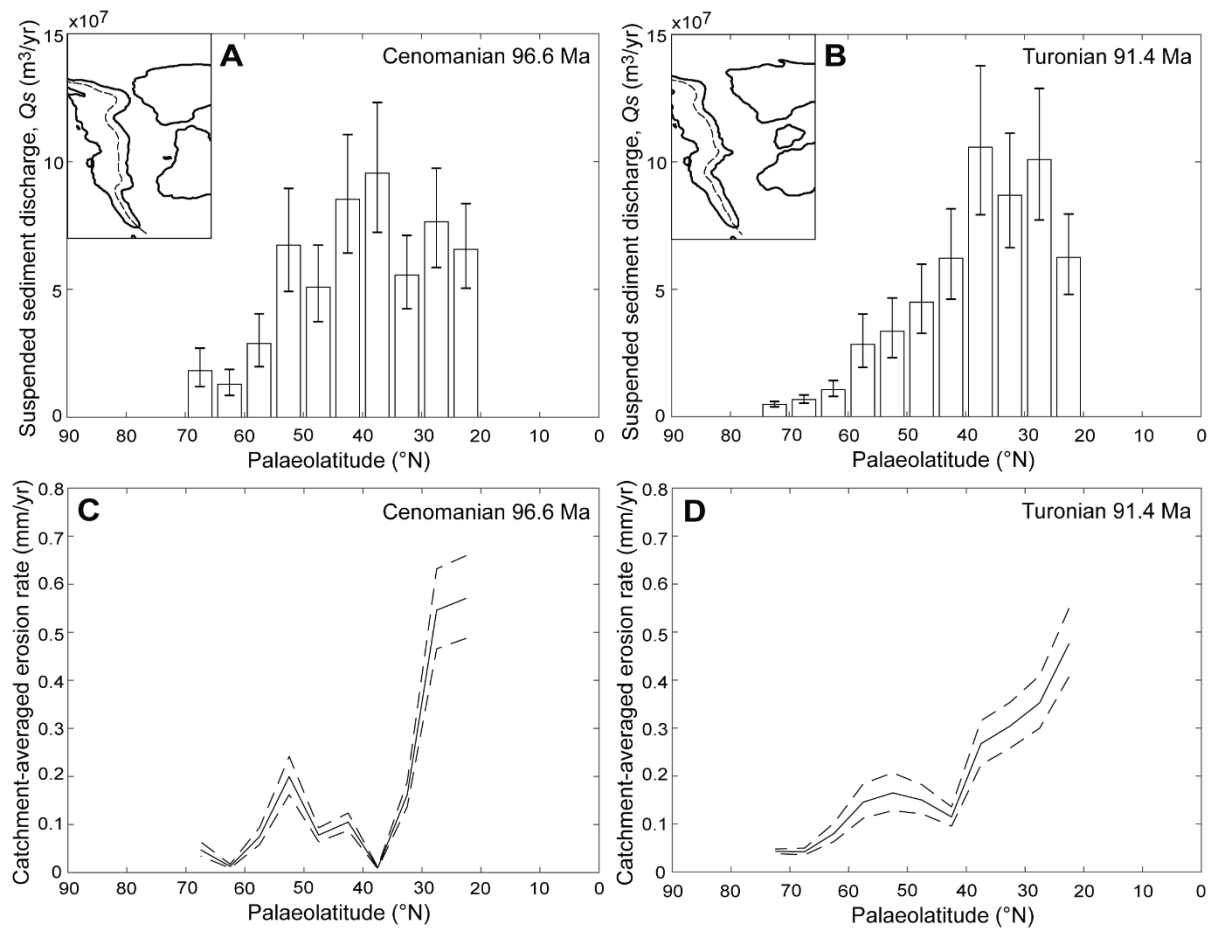 x10⁷
15
10
5
0
Suspended sediment discharge, Qs (m³/yr)
A
Cenomanian 96.6 Ma
90 80 70 60 50 40 30 20 10 0
Palaeolatitude (°N)
x10⁷
15
10
5
0
Suspended sediment discharge, Qs (m³/yr)
B
Turonian 91.4 Ma
90 80 70 60 50 40 30 20 10 0
Palaeolatitude (°N)
0.8
0.7
0.6
0.5
0.4
0.3
0.2
0.1
0
Catchment-averaged erosion rate (mm/yr)
C
Cenomanian 96.6 Ma
90 80 70 60 50 40 30 20 10 0
Palaeolatitude (°N)
0.8
0.7
0.6
0.5
0.4
0.3
0.2
0.1
0
Catchment-averaged erosion rate (mm/yr)
D
Turonian 91.4 Ma
90 80 70 60 50 40 30 20 10 0
Palaeolatitude (°N)